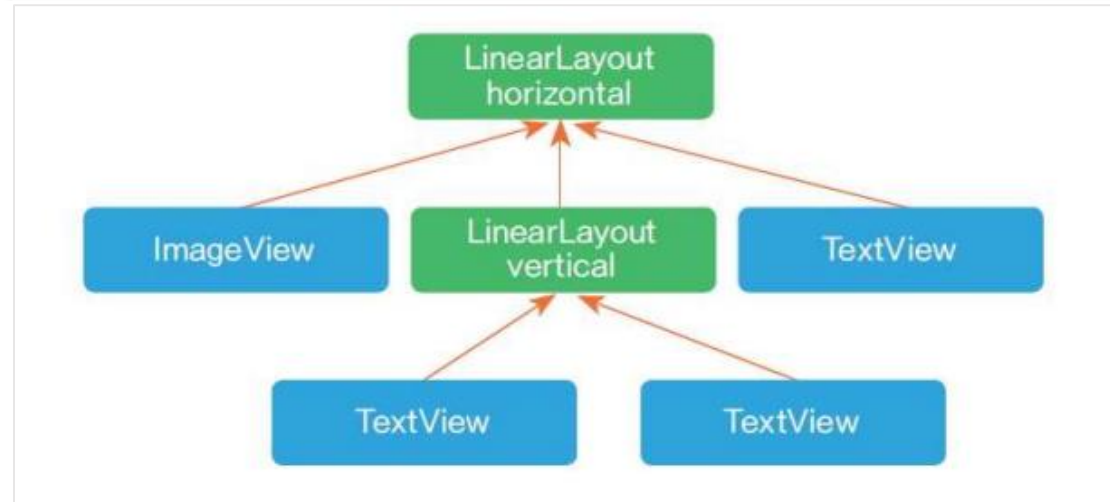 LinearLayout
horizontal
ImageView
LinearLayout
vertical
TextView
TextView
TextView